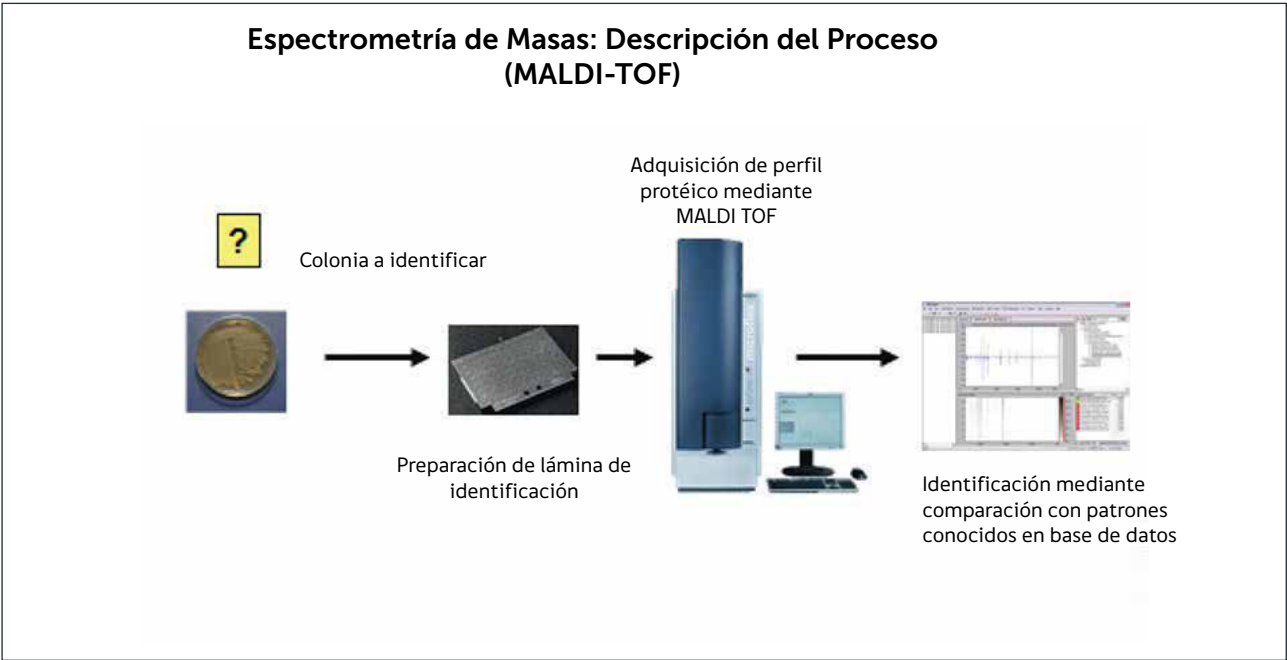 Espectrometría de Masas: Descripción del Proceso
(MALDI-TOF)
Adquisición de perfil
protéico mediante
MALDI TOF
?
Colonia a identificar
Preparación de lámina de
identificación
Identificación mediante
comparación con patrones
conocidos en base de datos